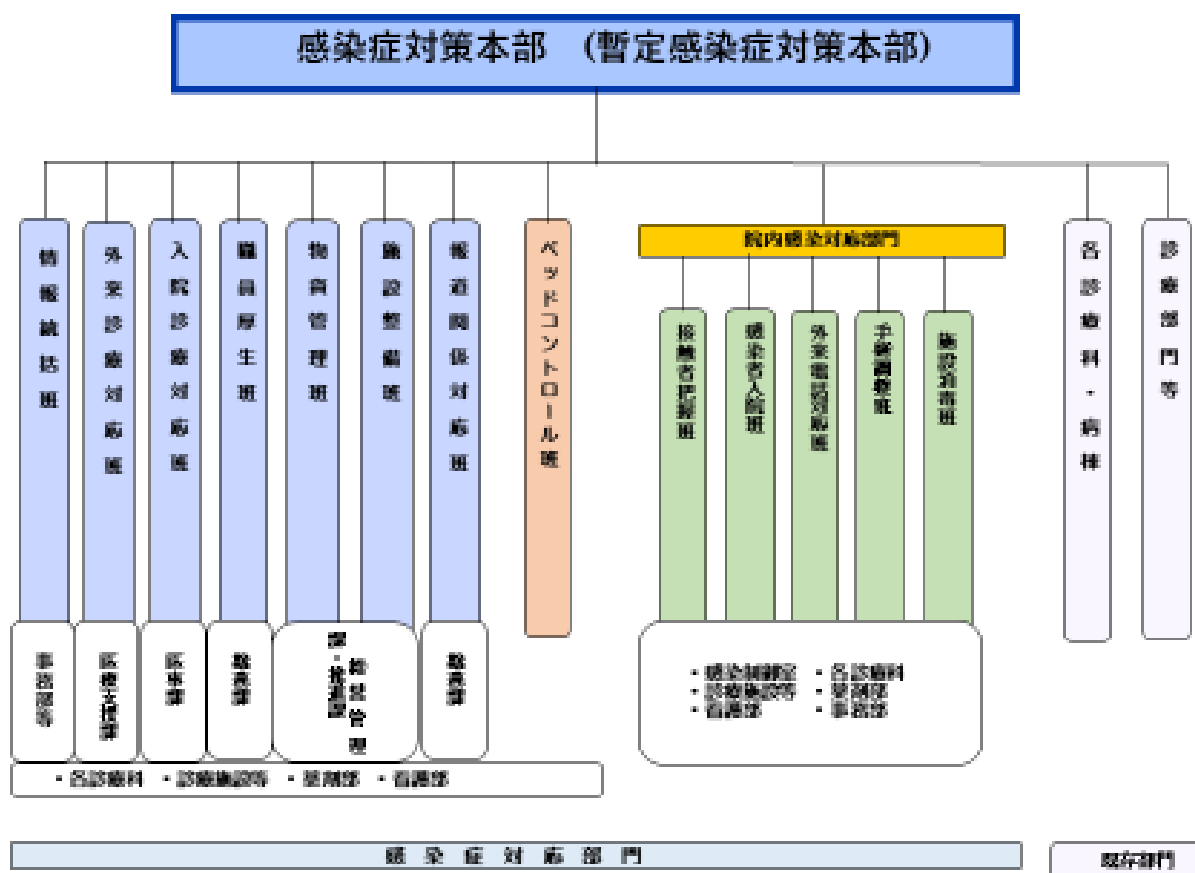 感染症対策本部 （暫定感染症対策本部）
情報統括班
外来診療対応班
入院診療対応班
職員厚生班
物資管理班
施設整備班
報道関係対応班
ベッドコントロール班
院内感染対応部門
接触者把握班
感染者入院班
外来電話対応班
手術調整班
施設消毒班
各診療科・病棟
診療部門等
事務部等
医療支援課
医事課
総務課
経営管理
総務課
・感染制御室 ・各診療科
・診療施設等 ・薬剤部
・看護部 ・事務部
・各診療科 ・診療施設等 ・薬剤部 ・看護部
感染症対応部門
既存部門